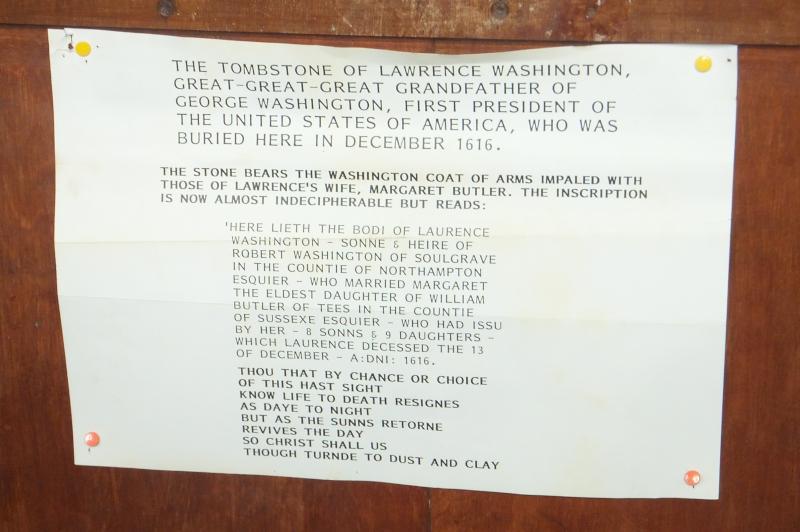 THE TOMBSTONE OF LAWRENCE WASHINGTON,
GREAT-GREAT-GREAT GRANDFATHER OF
GEORGE WASHINGTON, FIRST PRESIDENT OF
THE UNITED STATES OF AMERICA, WHO WAS
BURIED HERE IN DECEMBER 1616.
THE STONE BEARS THE WASHINGTON COAT OF ARMS IMPALED WITH
THOSE OF LAWRENCE'S WIFE, MARGARET BUTLER. THE INSCRIPTION
IS NOW ALMOST INDECIPHERABLE BUT READS:
'HERE LIETH THE BODI OF LAURENCE
WASHINGTON - SONNE & HEIRE OF
ROBERT WASHINGTON OF SOULGRAVE
IN THE COUNTIE OF NORTHAMPTON
ESQUIER - WHO MARRIED MARGARET
THE ELDEST DAUGHTER OF WILLIAM
BUTLER OF TEES IN THE COUNTIE
OF SUSSEXE ESQUIER - WHO HAD ISSU
BY HER - 8 SONNS & 9 DAUGHTERS -
WHICH LAURENCE DECESSED THE 13
OF DECEMBER - A:DNI: 1616.
THOU THAT BY CHANCE OR CHOICE
OF THIS HAST SIGHT
KNOW LIFE TO DEATH RESIGNES
AS DAYE TO NIGHT
BUT AS THE SUNNS RETORNE
REVIVES THE DAY
SO CHRIST SHALL US
THOUGH TURNDE TO DUST AND CLAY